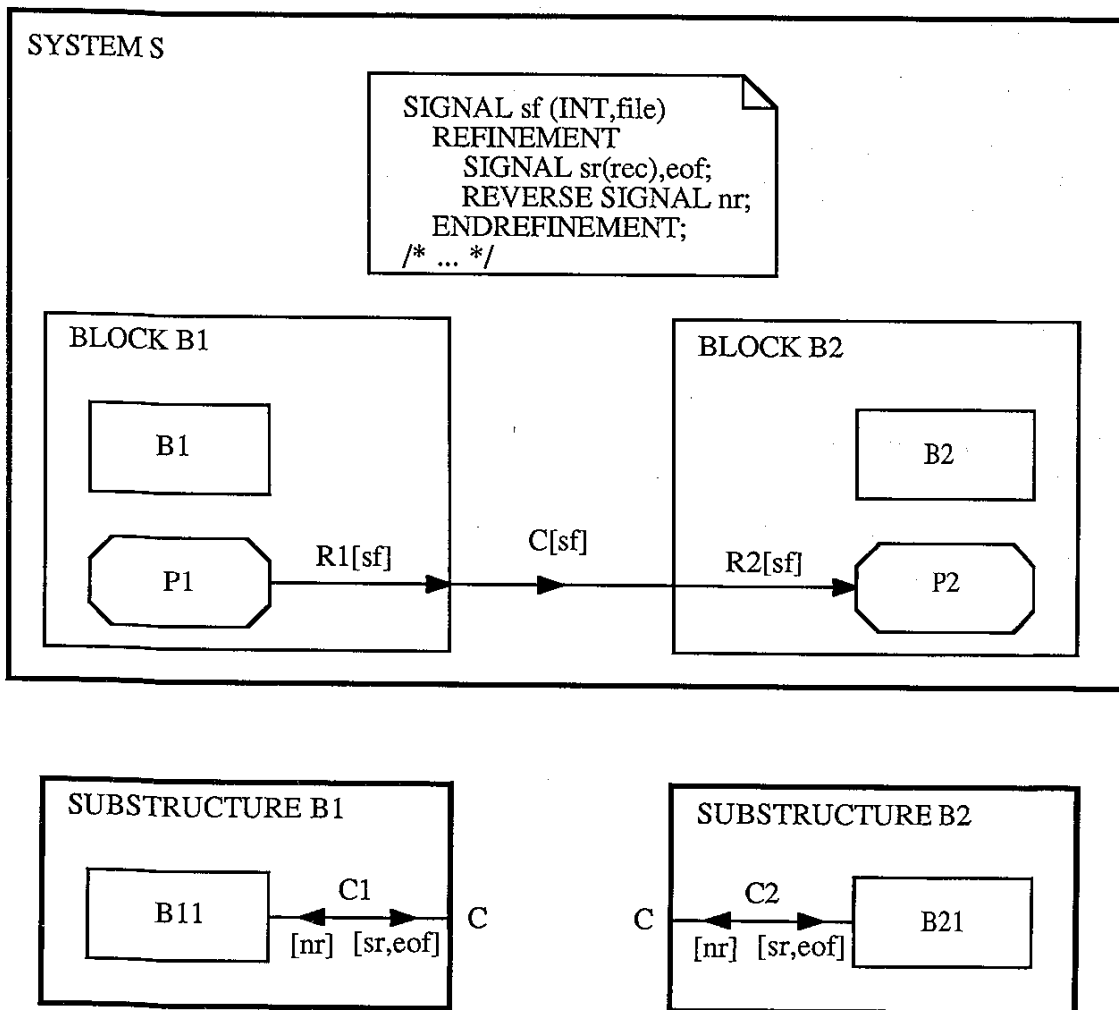 SYSTEM S
SIGNAL sf (INT,file)
REFINEMENT
SIGNAL sr(rec),eof;
REVERSE SIGNAL nr;
ENDREFINEMENT;
/* ... */
BLOCK B1
B1
P1
R1[sf]
C[sf]
BLOCK B2
B2
R2[sf]
P2
SUBSTRUCTURE B1
B11
C1
[nr] [sr,eof]
C
SUBSTRUCTURE B2
C
C2
[nr] [sr,eof]
B21